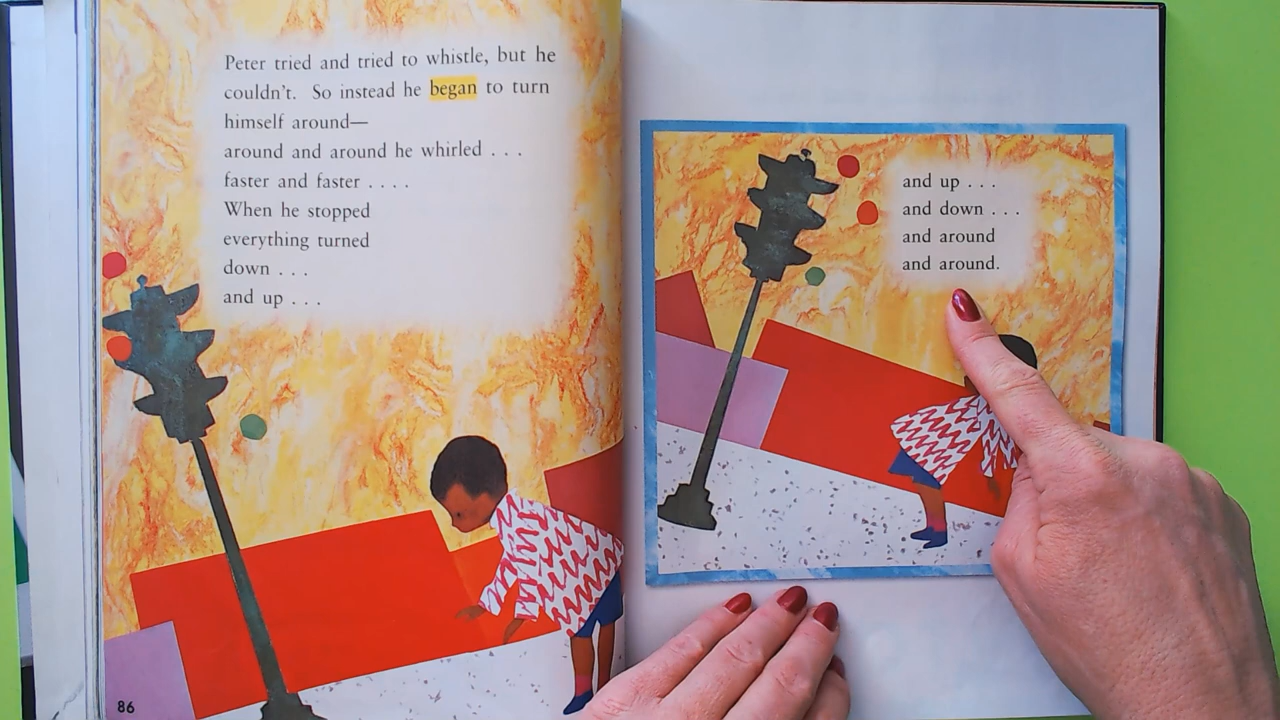 Peter tried and tried to whistle, but he
couldn't. So instead he began to turn
himself around—
around and around he whirled . . .
faster and faster . . . .
When he stopped
everything turned
down . . .
and up . . .
86
and up . . .
and down . . .
and around
and around.